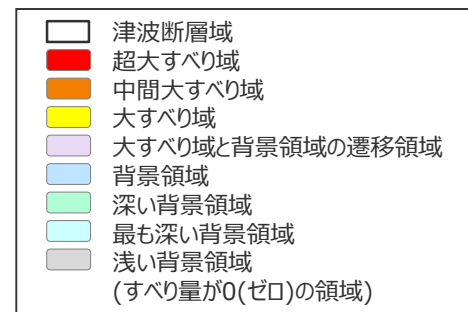 津波断層域
超大すべり域
中間大すべり域
大すべり域
大すべり域と背景領域の遷移領域
背景領域
深い背景領域
最も深い背景領域
浅い背景領域
(すべり量が0(ゼロ)の領域)